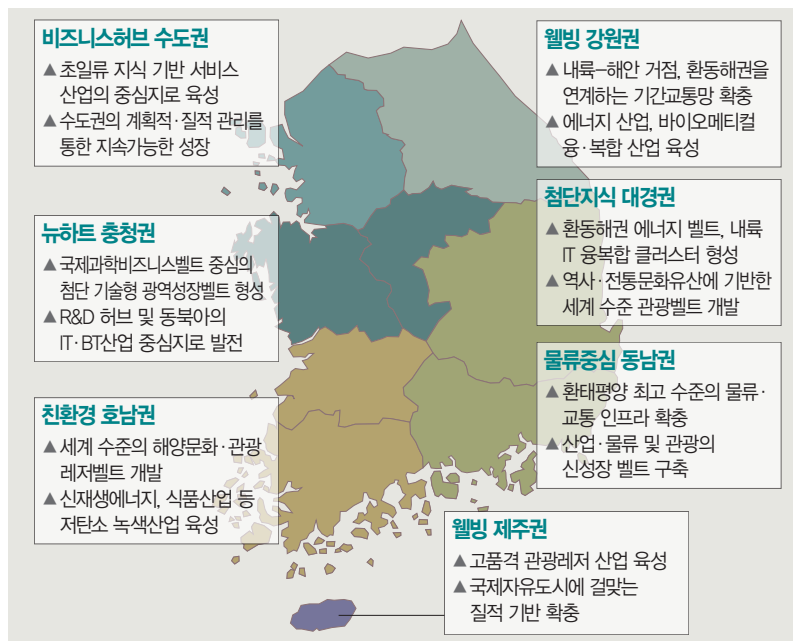 비즈니스허브 수도권
▲ 초일류 지식 기반 서비스
산업의 중심지로 육성
▲ 수도권의 계획적·질적 관리를
통한 지속가능한 성장
웰빙 강원권
▲ 내륙–해안 거점, 환동해권을
연계하는 기간교통망 확충
▲ 에너지 산업, 바이오메티컬
융·복합 산업 육성
뉴하트 충청권
▲ 국제과학비즈니스벨트 중심의
첨단 기술형 광역성장벨트 형성
▲ R&D 허브 및 동북아의
IT·BT산업 중심지로 발전
첨단지식 대경권
▲ 환동해권 에너지 벨트, 내륙
IT 융복합 클러스터 형성
▲ 역사·전통문화유산에 기반한
세계 수준 관광벨트 개발
친환경 호남권
▲ 세계 수준의 해양문화·관광
레저벨트 개발
▲ 신재생에너지, 식품산업 등
저탄소 녹색산업 육성
물류중심 동남권
▲ 환태평양 최고 수준의 물류·
교통 인프라 확충
▲ 산업·물류 및 관광의
신성장 벨트 구축
웰빙 제주권
▲ 고품격 관광레저 산업 육성
▲ 국제자유도시에 걸맞는
질적 기반 확충